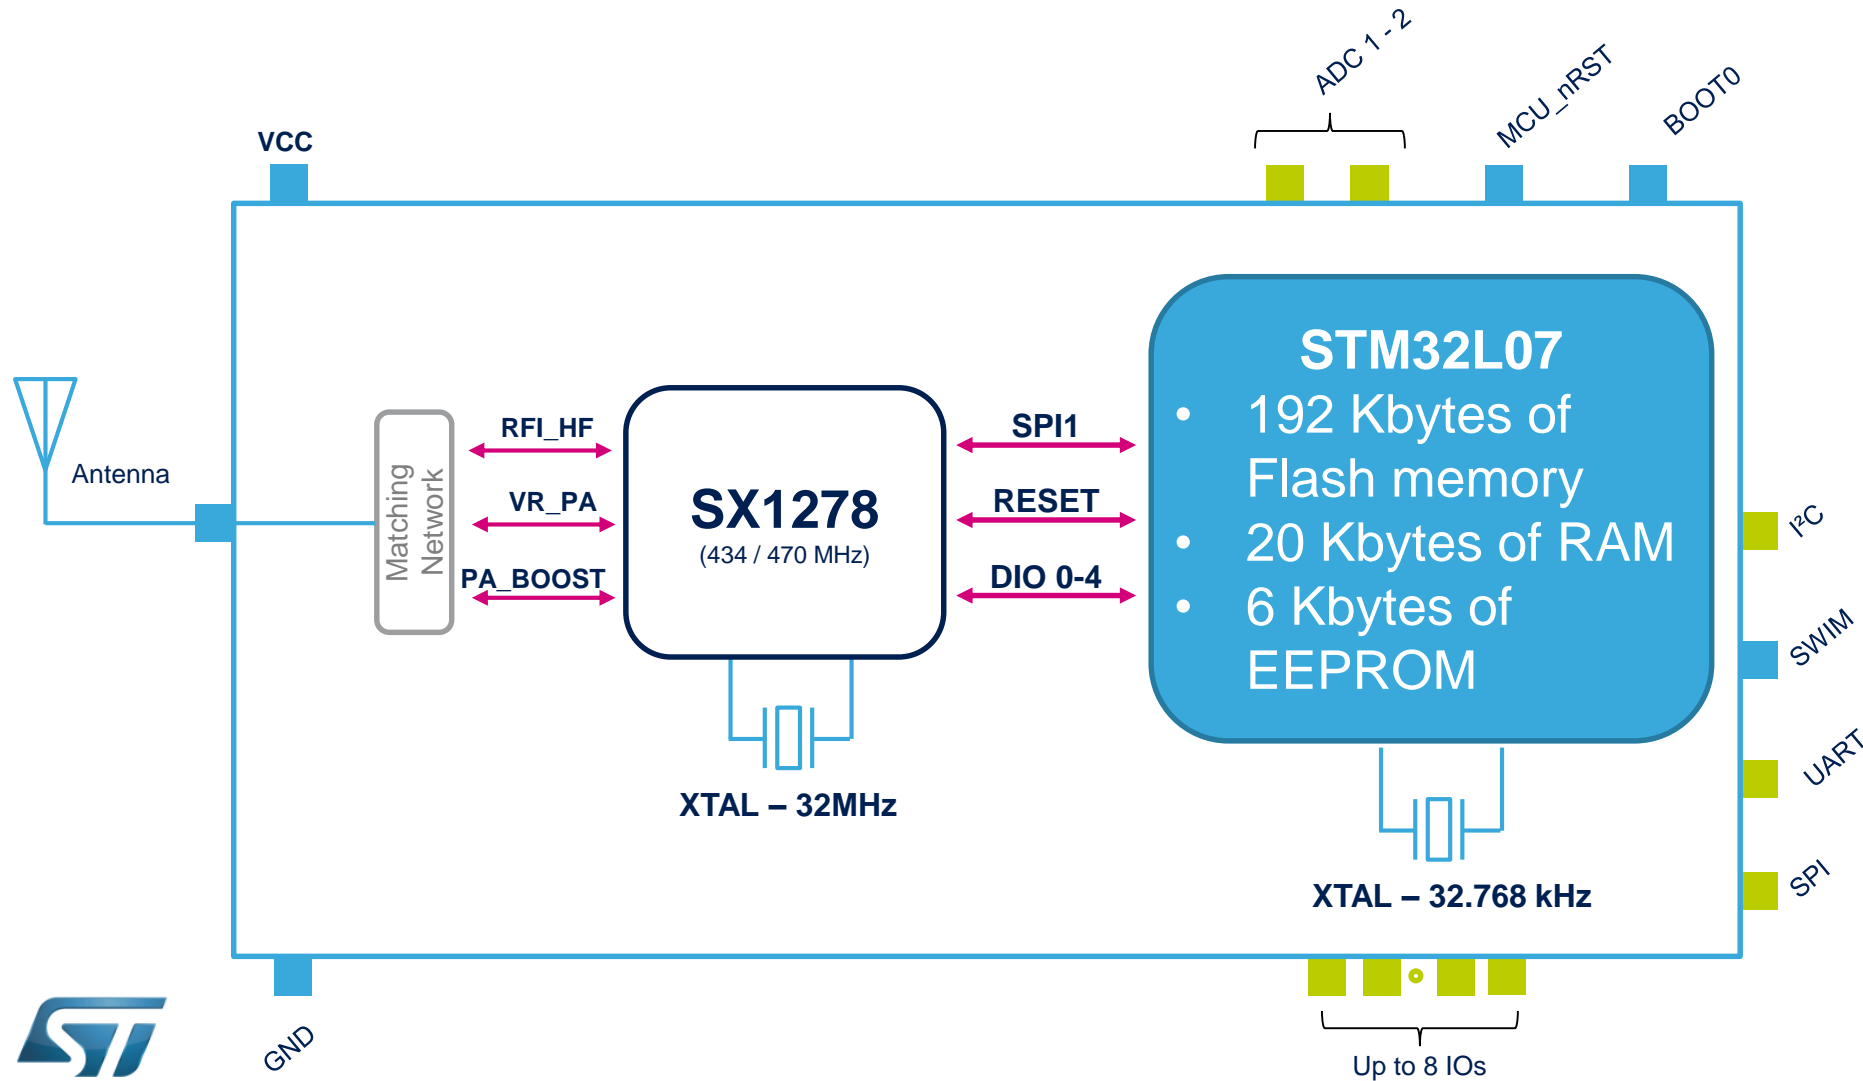 ADC 1 - 2
MCU_nRST
BOOT0
VCC
Antenna
Matching
Network
RFI_HF
VR_PA
PA_BOOST
SX1278
(434 / 470 MHz)
XTAL – 32MHz
SPI1
RESET
DIO 0-4
STM32L07
• 192 Kbytes of
Flash memory
• 20 Kbytes of RAM
• 6 Kbytes of
EEPROM
XTAL – 32.768 kHz
I²C
SWIM
UART
SPI
GND
Up to 8 IOs
ST